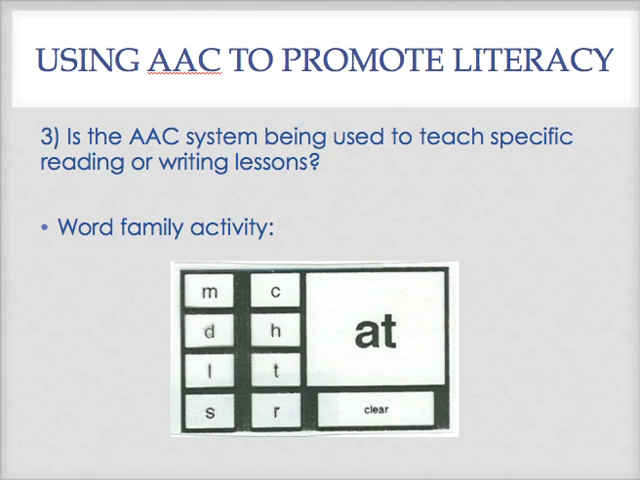 USING AAC TO PROMOTE LITERACY
3) Is the AAC system being used to teach specific
reading or writing lessons?
• Word family activity:
m c
d h
at
l t
s r
clear